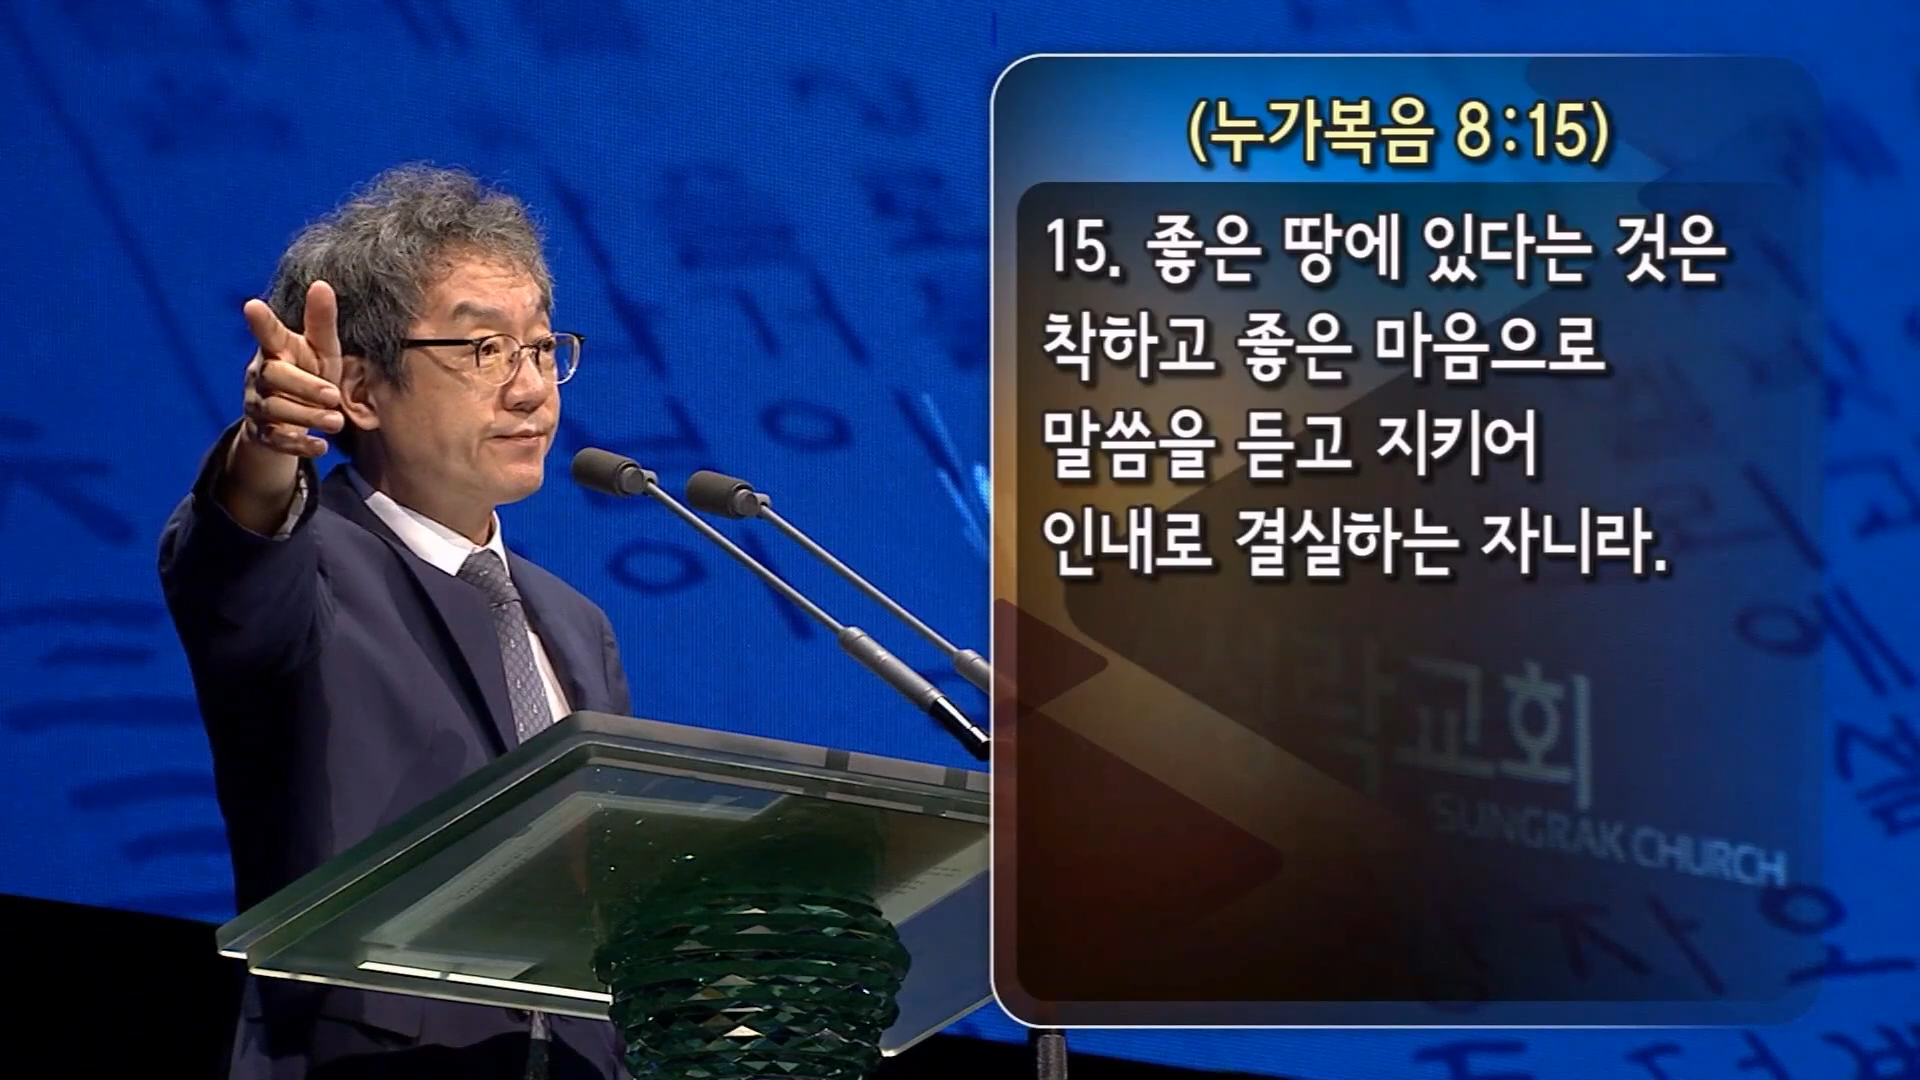 (누가복음 8:15)
15. 좋은 땅에 있다는 것은
착하고 좋은 마음으로
말씀을 듣고 지키어
인내로 결실하는 자니라.
락교회
SUNGRAK CHURCH